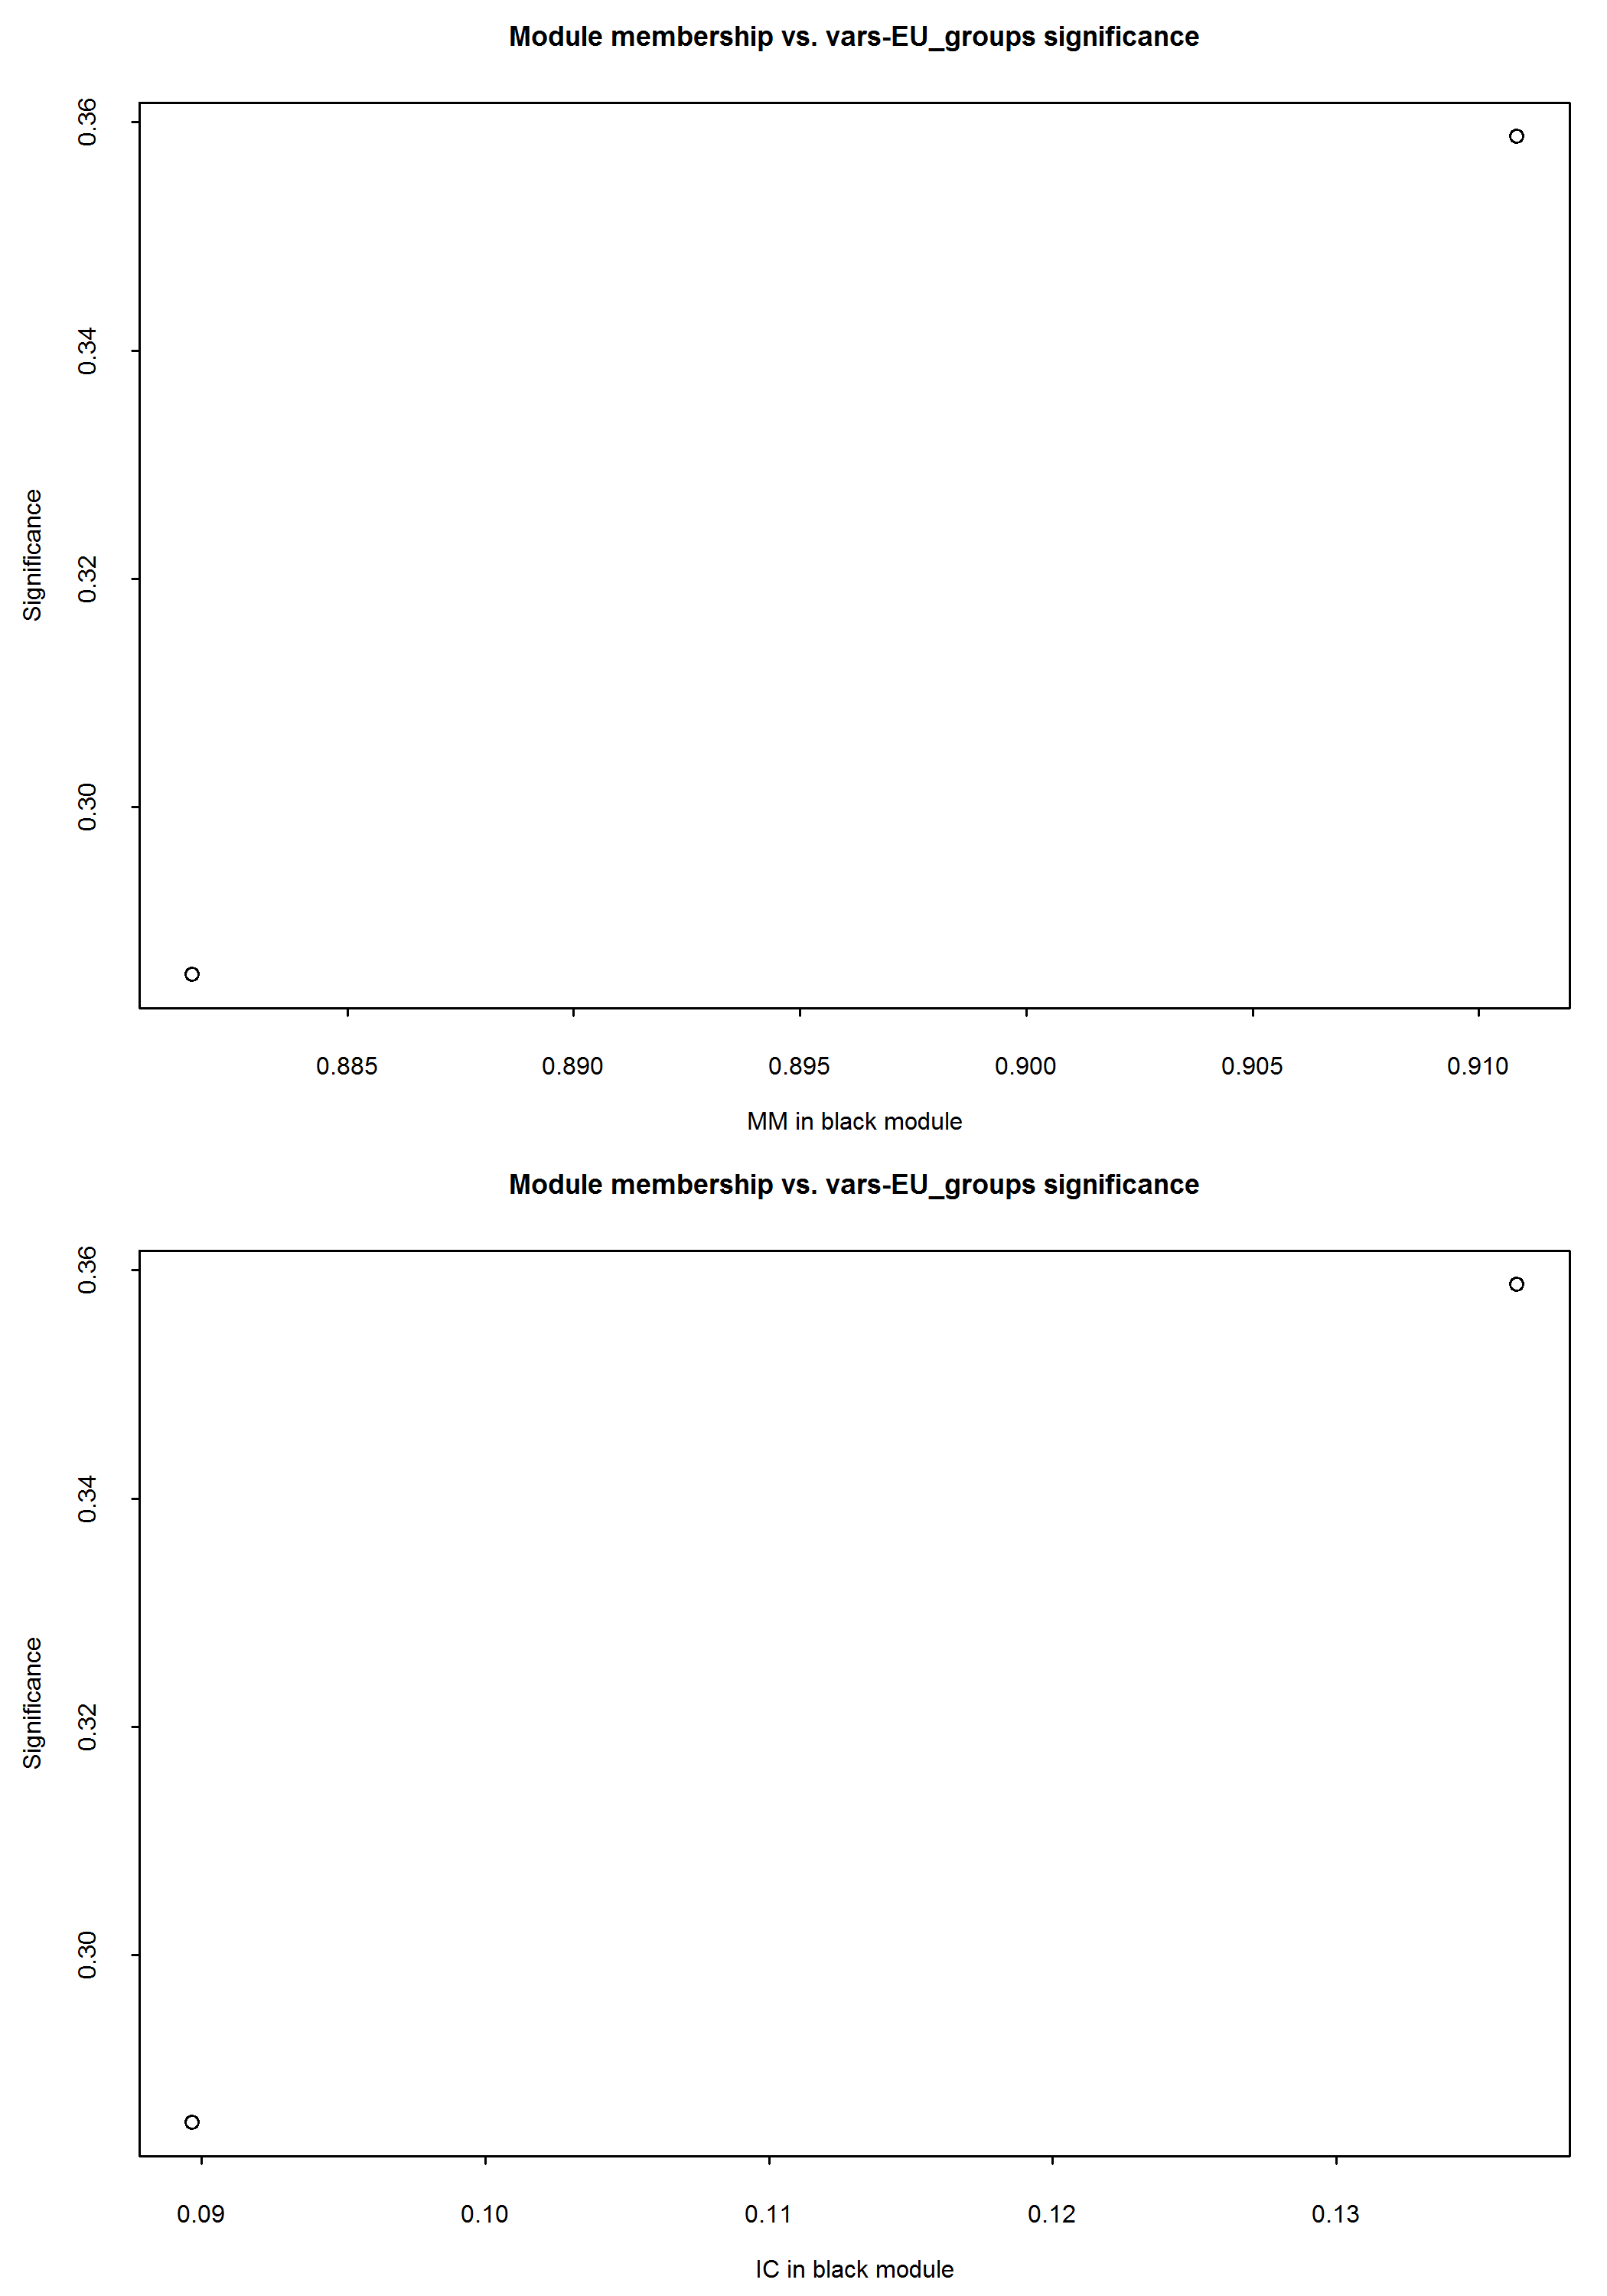 Module membership vs. vars-EU_groups significance
0.36
0.34
0.32
0.30
Significance
0.885 0.890 0.895 0.900 0.905 0.910
MM in black module
Module membership vs. vars-EU_groups significance
0.36
0.34
0.32
0.30
Significance
0.09 0.10 0.11 0.12 0.13
IC in black module